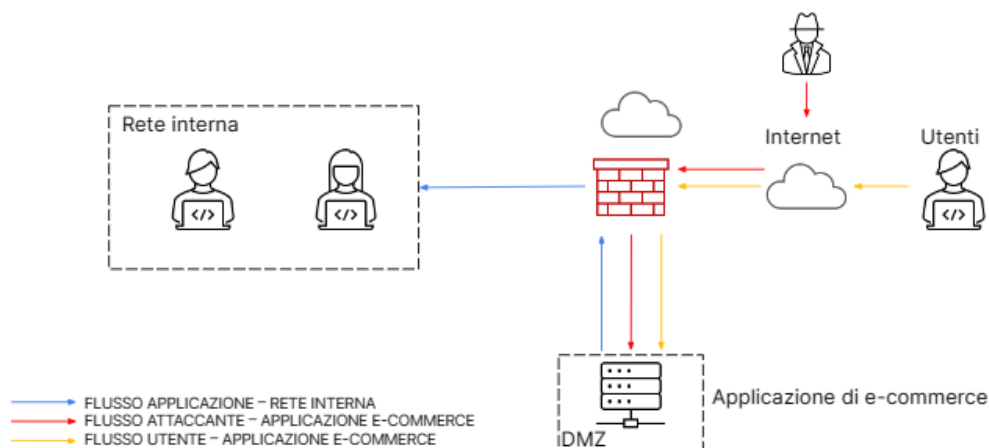 Internet
Utenti
Rete interna
</>
</>
</>
Applicazione di e-commerce
DMZ
FLUSSO APPLICAZIONE – RETE INTERNA
FLUSSO ATTACCANTE – APPLICAZIONE E-COMMERCE
FLUSSO UTENTE – APPLICAZIONE E-COMMERCE